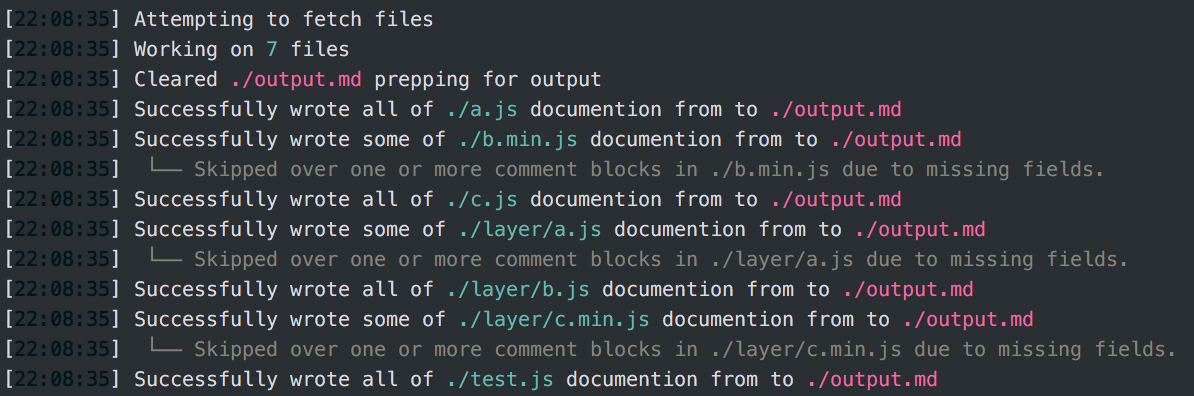 [22:08:35] Attempting to fetch files
[22:08:35] Working on 7 files
[22:08:35] Cleared ./output.md prepping for output
[22:08:35] Successfully wrote all of ./a.js documention from to ./output.md
[22:08:35] Successfully wrote some of ./b.min.js documention from to ./output.md
[22:08:35]  └── Skipped over one or more comment blocks in ./b.min.js due to missing fields.
[22:08:35] Successfully wrote all of ./c.js documention from to ./output.md
[22:08:35] Successfully wrote some of ./layer/a.js documention from to ./output.md
[22:08:35]  └── Skipped over one or more comment blocks in ./layer/a.js due to missing fields.
[22:08:35] Successfully wrote all of ./layer/b.js documention from to ./output.md
[22:08:35] Successfully wrote some of ./layer/c.min.js documention from to ./output.md
[22:08:35]  └── Skipped over one or more comment blocks in ./layer/c.min.js due to missing fields.
[22:08:35] Successfully wrote all of ./test.js documention from to ./output.md